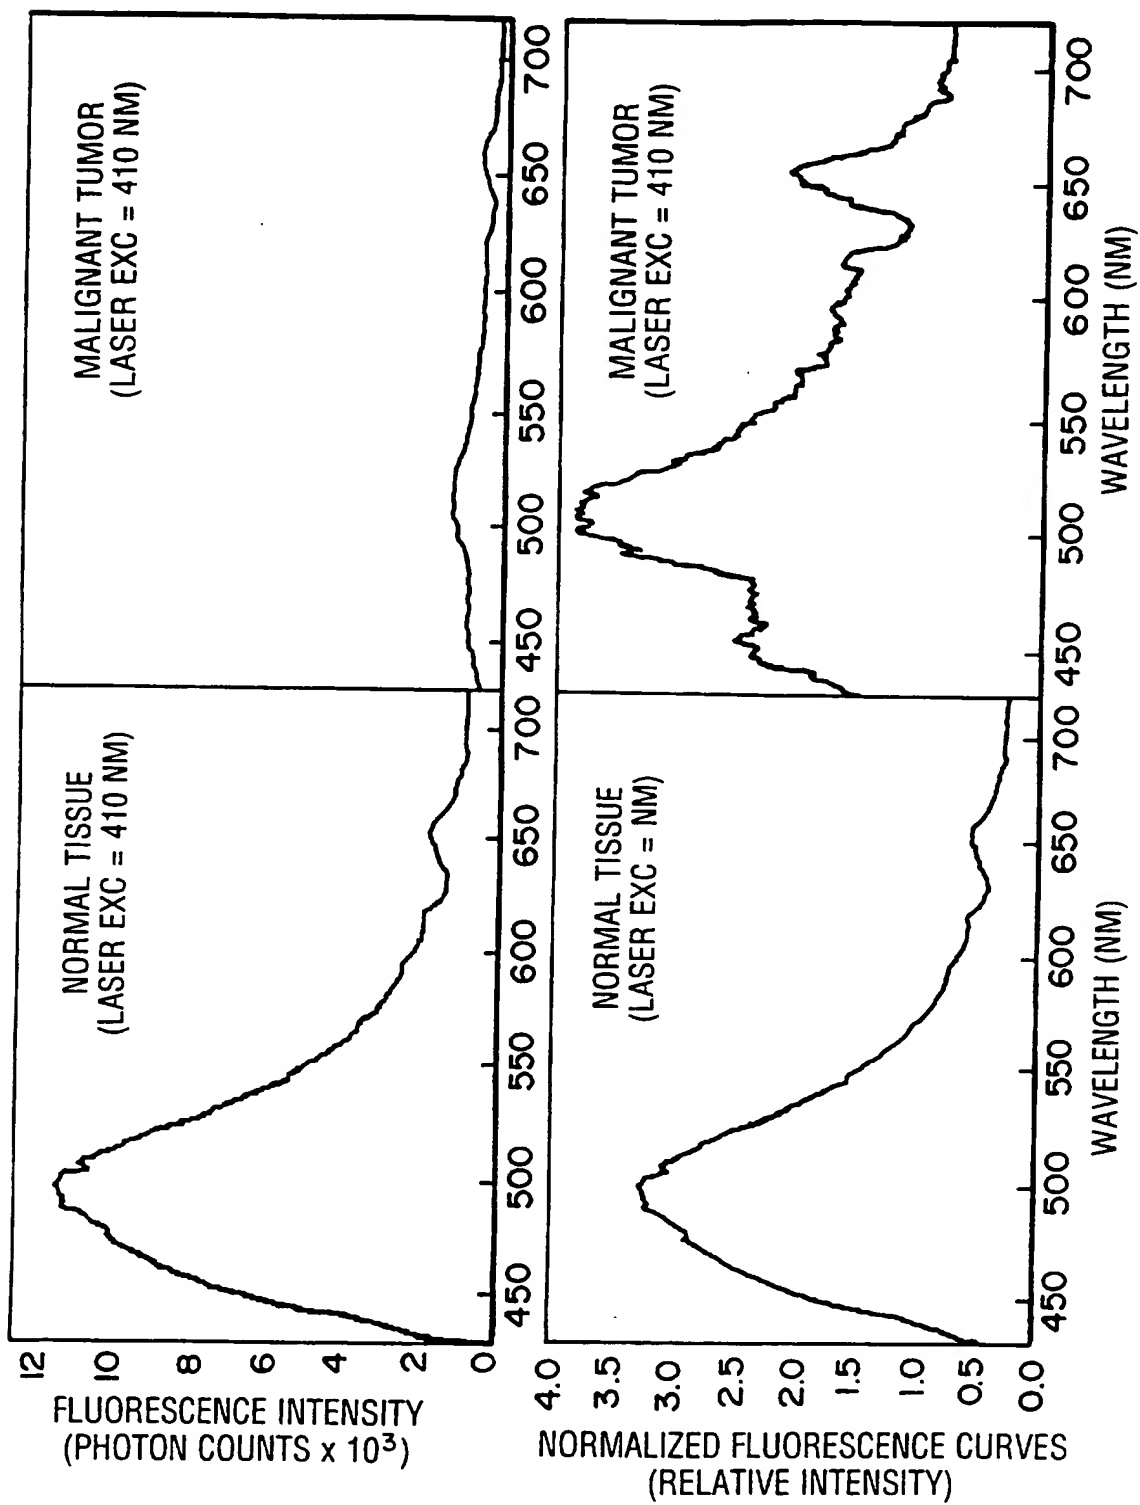 FLUORESCENCE INTENSITY
(PHOTON COUNTS x 10³)
12
10
8
6
4
2
0
NORMAL TISSUE
(LASER EXC = 410 NM)
450
500
550
600
650
700
MALIGNANT TUMOR
(LASER EXC = 410 NM)
450
500
550
600
650
700
NORMALIZED FLUORESCENCE CURVES
(RELATIVE INTENSITY)
4.0
3.5
3.0
2.5
2.0
1.5
1.0
0.5
0.0
NORMAL TISSUE
(LASER EXC = NM)
450
500
550
600
650
700
WAVELENGTH (NM)
MALIGNANT TUMOR
(LASER EXC = 410 NM)
450
500
550
600
650
700
WAVELENGTH (NM)